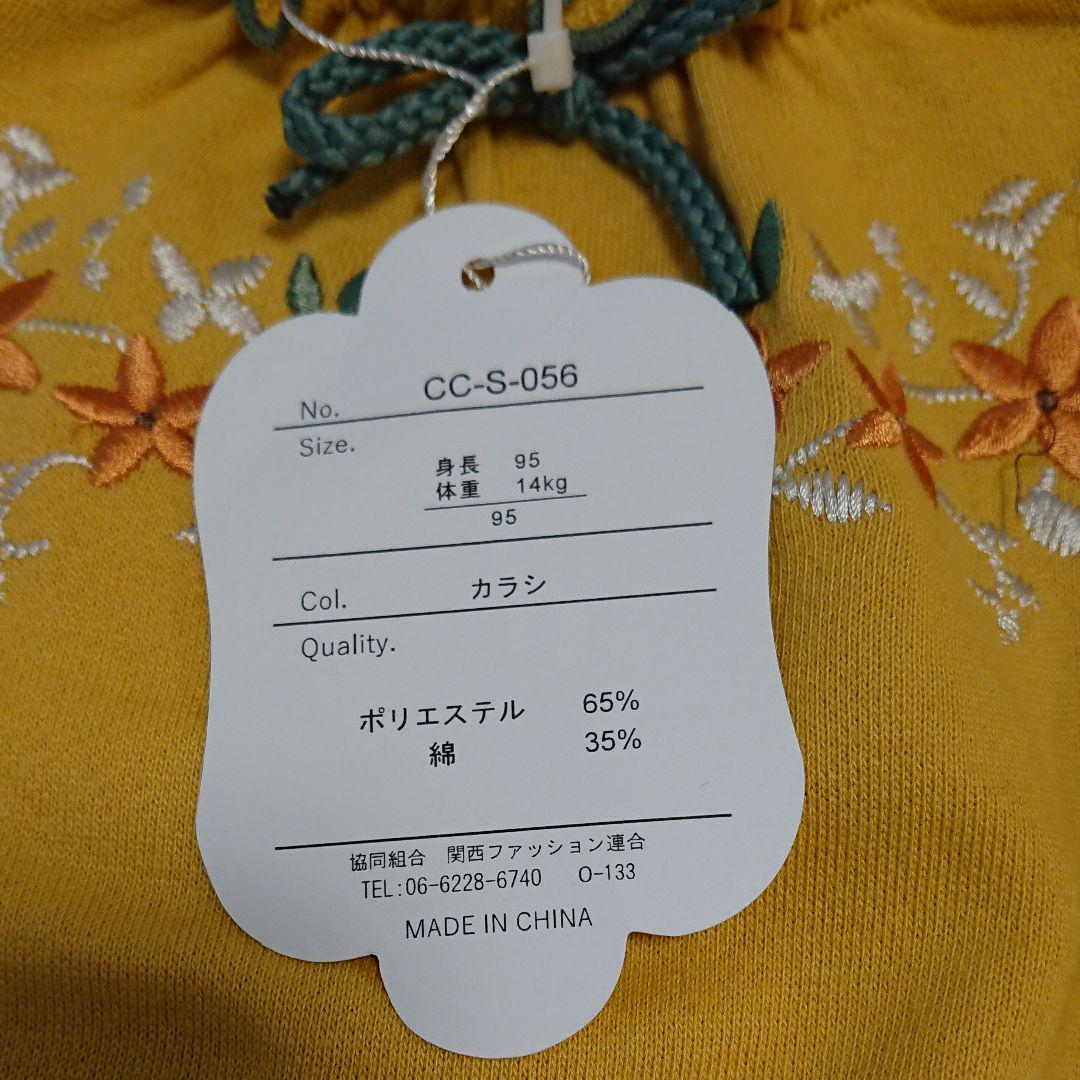 No. CC-S-056
Size.
身長 95
体重 14kg
95
Col. カラシ
Quality.
ポリエステル 65%
綿 35%
協同組合 関西ファッション連合
TEL:06-6228-6740 O-133
MADE IN CHINA